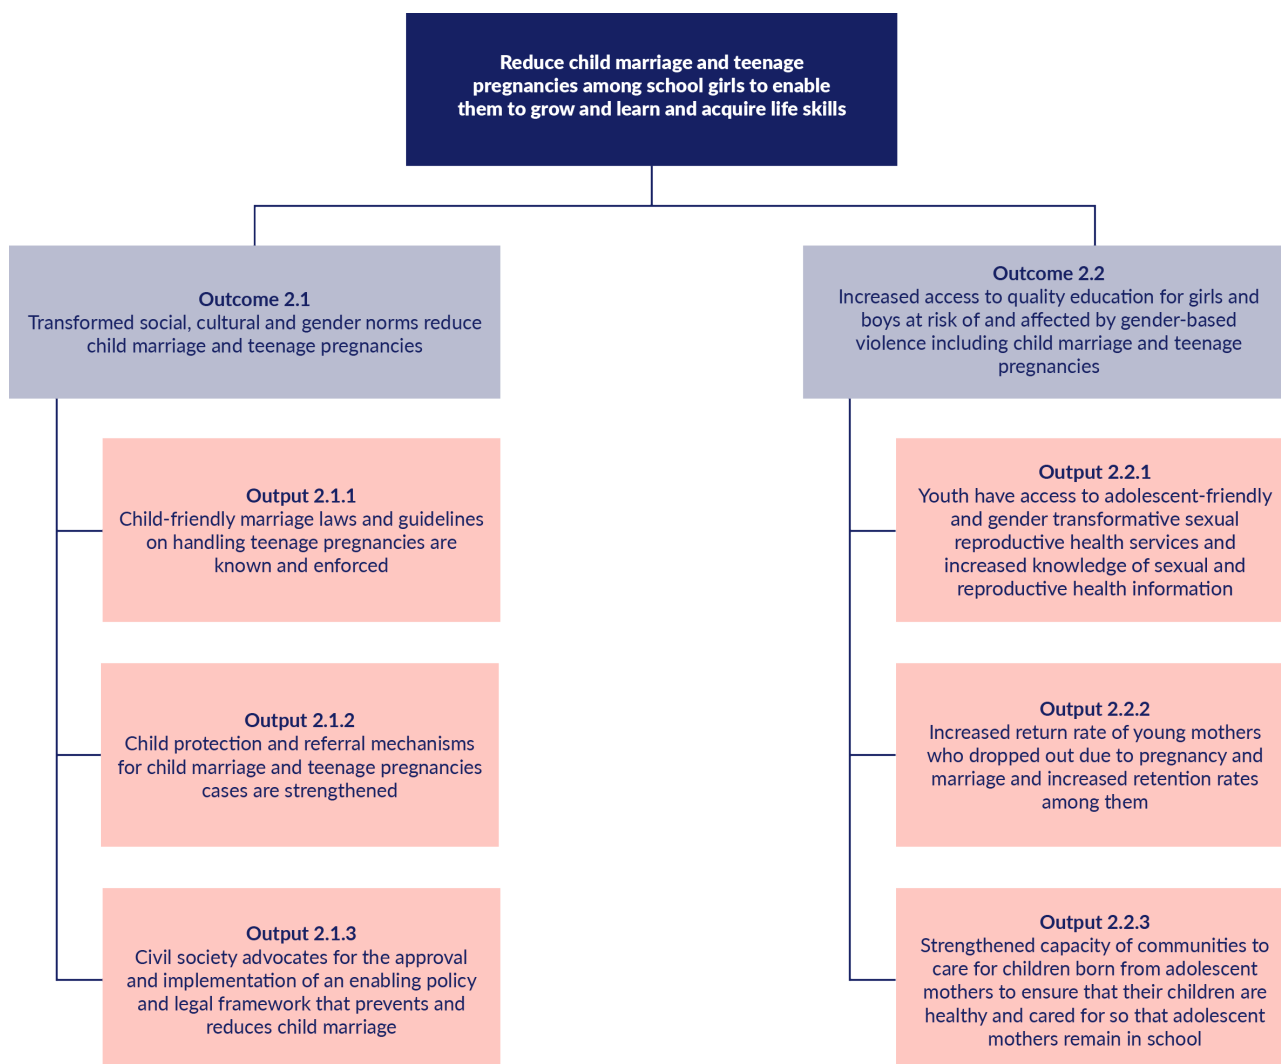 Reduce child marriage and teenage
pregnancies among school girls to enable
them to grow and learn and acquire life skills
Outcome 2.1
Transformed social, cultural and gender norms reduce
child marriage and teenage pregnancies
Output 2.1.1
Child-friendly marriage laws and guidelines
on handling teenage pregnancies are
known and enforced
Output 2.1.2
Child protection and referral mechanisms
for child marriage and teenage pregnancies
cases are strengthened
Output 2.1.3
Civil society advocates for the approval
and implementation of an enabling policy
and legal framework that prevents and
reduces child marriage
Outcome 2.2
Increased access to quality education for girls and
boys at risk of and affected by gender-based
violence including child marriage and teenage
pregnancies
Output 2.2.1
Youth have access to adolescent-friendly
and gender transformative sexual
reproductive health services and
increased knowledge of sexual and
reproductive health information
Output 2.2.2
Increased return rate of young mothers
who dropped out due to pregnancy and
marriage and increased retention rates
among them
Output 2.2.3
Strengthened capacity of communities to
care for children born from adolescent
mothers to ensure that their children are
healthy and cared for so that adolescent
mothers remain in school